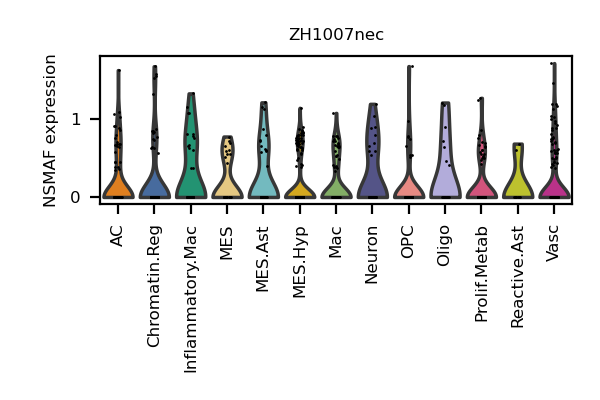 ZH1007nec
NSMAF expression
1
0
AC
Chromatin.Reg
Inflammatory.Mac
MES
MES.Ast
MES.Hyp
Mac
Neuron
OPC
Oligo
Prolif.Metab
Reactive.Ast
Vasc